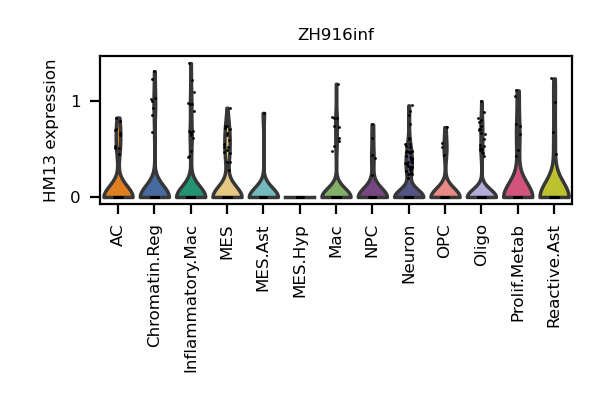 ZH916inf
HM13 expression
1
0
AC
Chromatin.Reg
Inflammatory.Mac
MES
MES.Ast
MES.Hyp
Mac
NPC
Neuron
OPC
Oligo
Prolif.Metab
Reactive.Ast